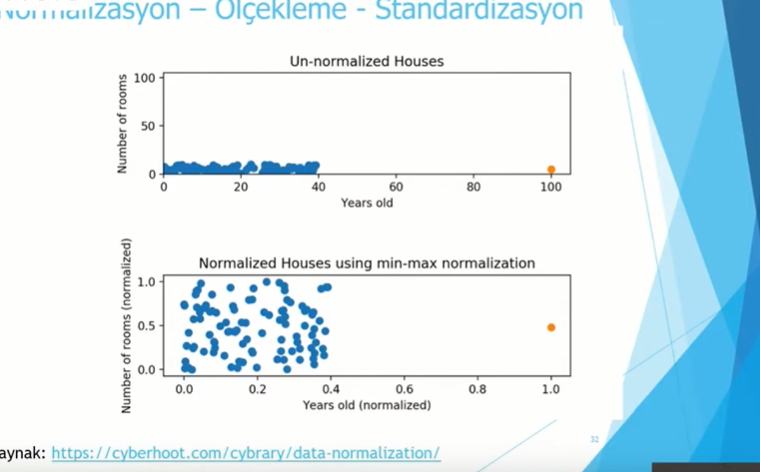 Normalizasyon – Ölçekleme - Standardizasyon
Un-normalized Houses
Number of rooms
100
50
0
0 20 40 60 80 100
Years old
Normalized Houses using min-max normalization
Number of rooms (normalized)
1.0
0.5
0.0
0.0 0.2 0.4 0.6 0.8 1.0
Years old (normalized)
32
aynak: https://cyberhoot.com/cybrary/data-normalization/